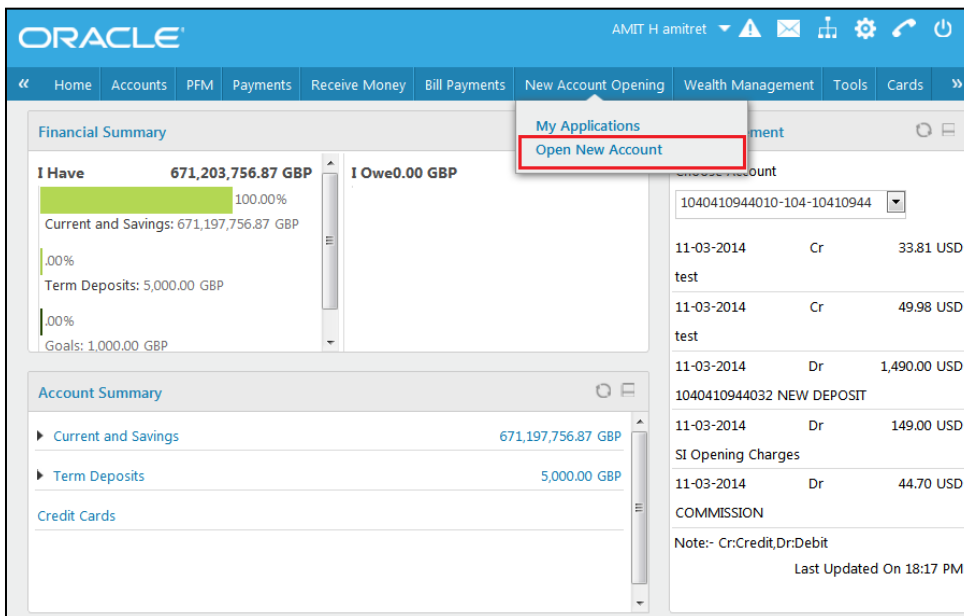 ORACLE
AMIT H amitret
« Home Accounts PFM Payments Receive Money Bill Payments New Account Opening Wealth Management Tools Cards »
My Applications
Open New Account
Financial Summary
I Have 671,203,756.87 GBP
100.00%
Current and Savings: 671,197,756.87 GBP
.00%
Term Deposits: 5,000.00 GBP
.00%
Goals: 1,000.00 GBP
I Owe0.00 GBP
Account Summary
Current and Savings 671,197,756.87 GBP
Term Deposits 5,000.00 GBP
Credit Cards
Account
1040410944010-104-10410944
11-03-2014 Cr 33.81 USD
test
11-03-2014 Cr 49.98 USD
test
11-03-2014 Dr 1,490.00 USD
1040410944032 NEW DEPOSIT
11-03-2014 Dr 149.00 USD
SI Opening Charges
11-03-2014 Dr 44.70 USD
COMMISSION
Note:- Cr:Credit,Dr:Debit
Last Updated On 18:17 PM